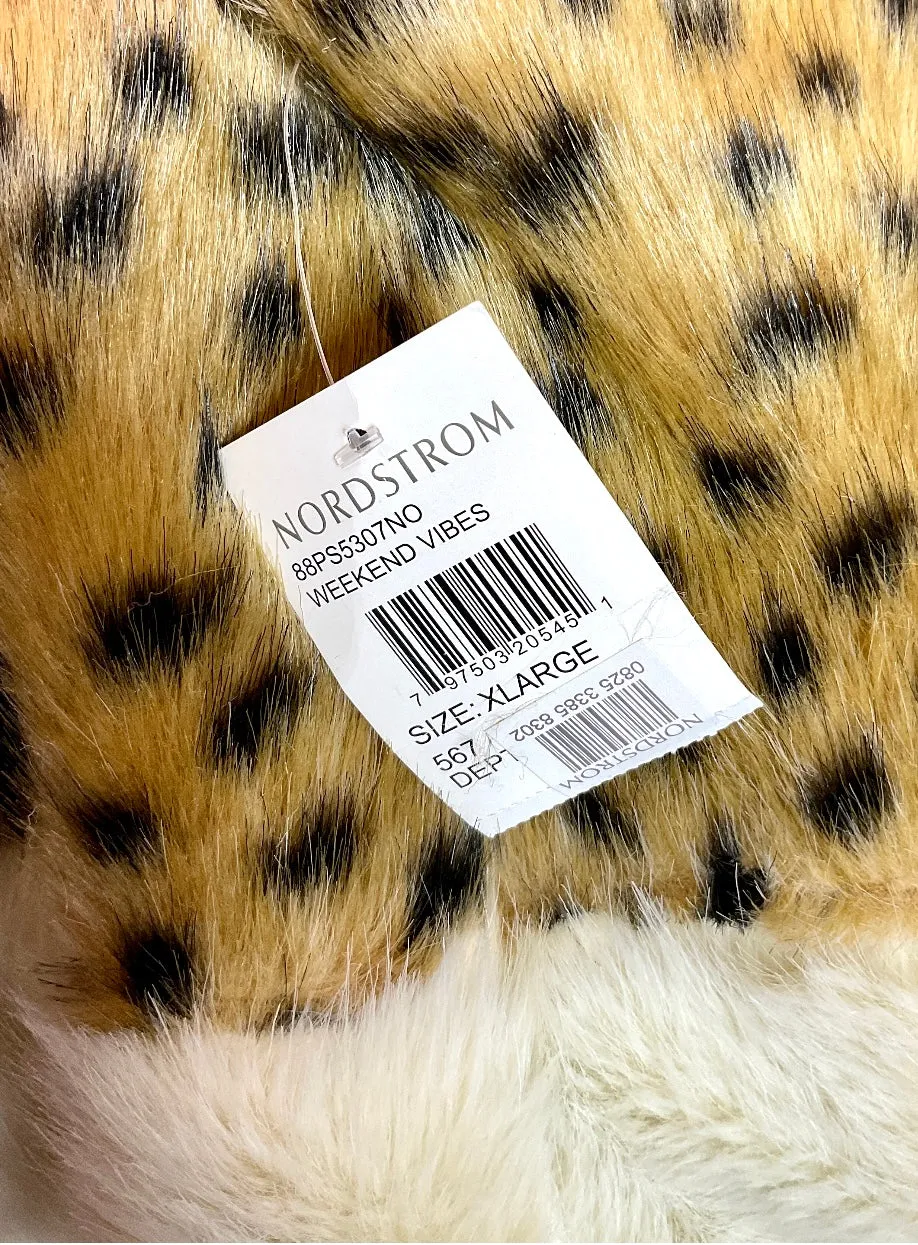 NORDSTROM
88PS5307NO
WEEKEND VIBES
7 97503 20545 1
SIZE: XLARGE
567
DEPT
0825 3385 8302
NORDSTROM